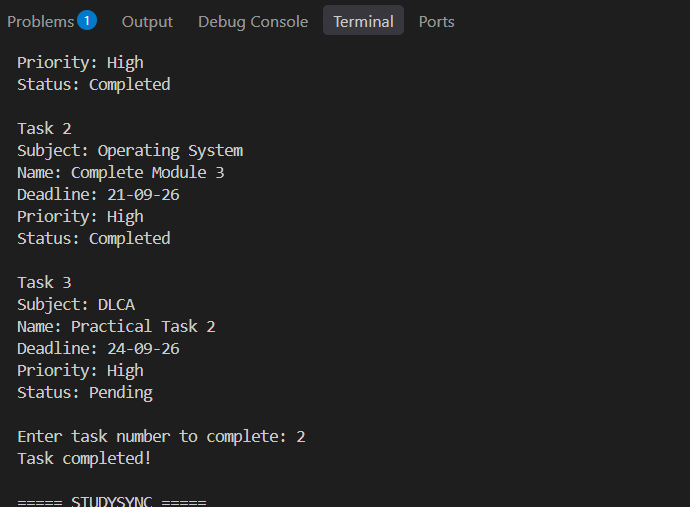 Problems 1 Output Debug Console Terminal Ports
Priority: High
Status: Completed
Task 2
Subject: Operating System
Name: Complete Module 3
Deadline: 21-09-26
Priority: High
Status: Completed
Task 3
Subject: DLCA
Name: Practical Task 2
Deadline: 24-09-26
Priority: High
Status: Pending
Enter task number to complete: 2
Task completed!
===== STUDYSYNC =====